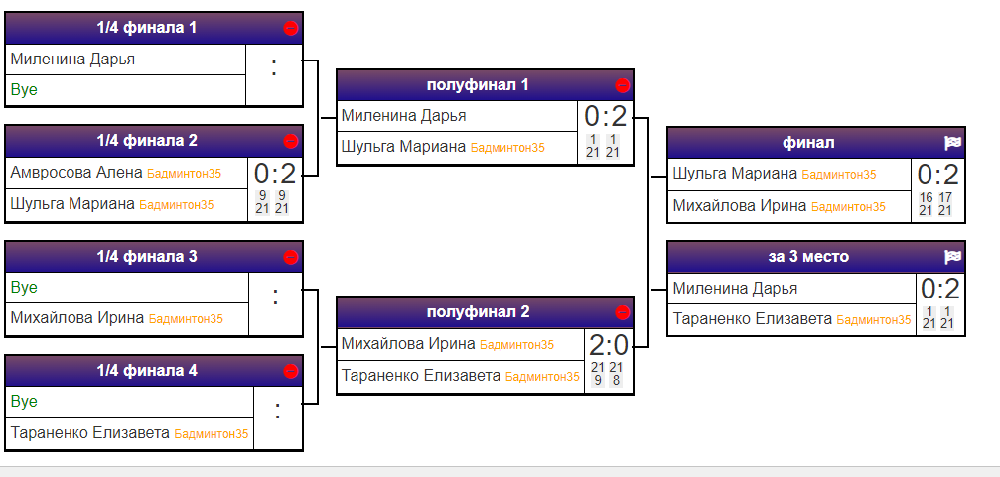 1/4 финала 1
Миленина Дарья
:
Bye
1/4 финала 2
Амвросова Алена Бадминтон35
0:2
Шульга Мариана Бадминтон35
9 9
21 21
1/4 финала 3
Bye
:
Михайлова Ирина Бадминтон35
1/4 финала 4
Bye
:
Тараненко Елизавета Бадминтон35
полуфинал 1
Миленина Дарья
0:2
Шульга Мариана Бадминтон35
1 1
21 21
полуфинал 2
Михайлова Ирина Бадминтон35
2:0
Тараненко Елизавета Бадминтон35
21 21
9 8
финал
Шульга Мариана Бадминтон35
0:2
Михайлова Ирина Бадминтон35
16 17
21 21
за 3 место
Миленина Дарья
0:2
Тараненко Елизавета Бадминтон35
1 1
21 21